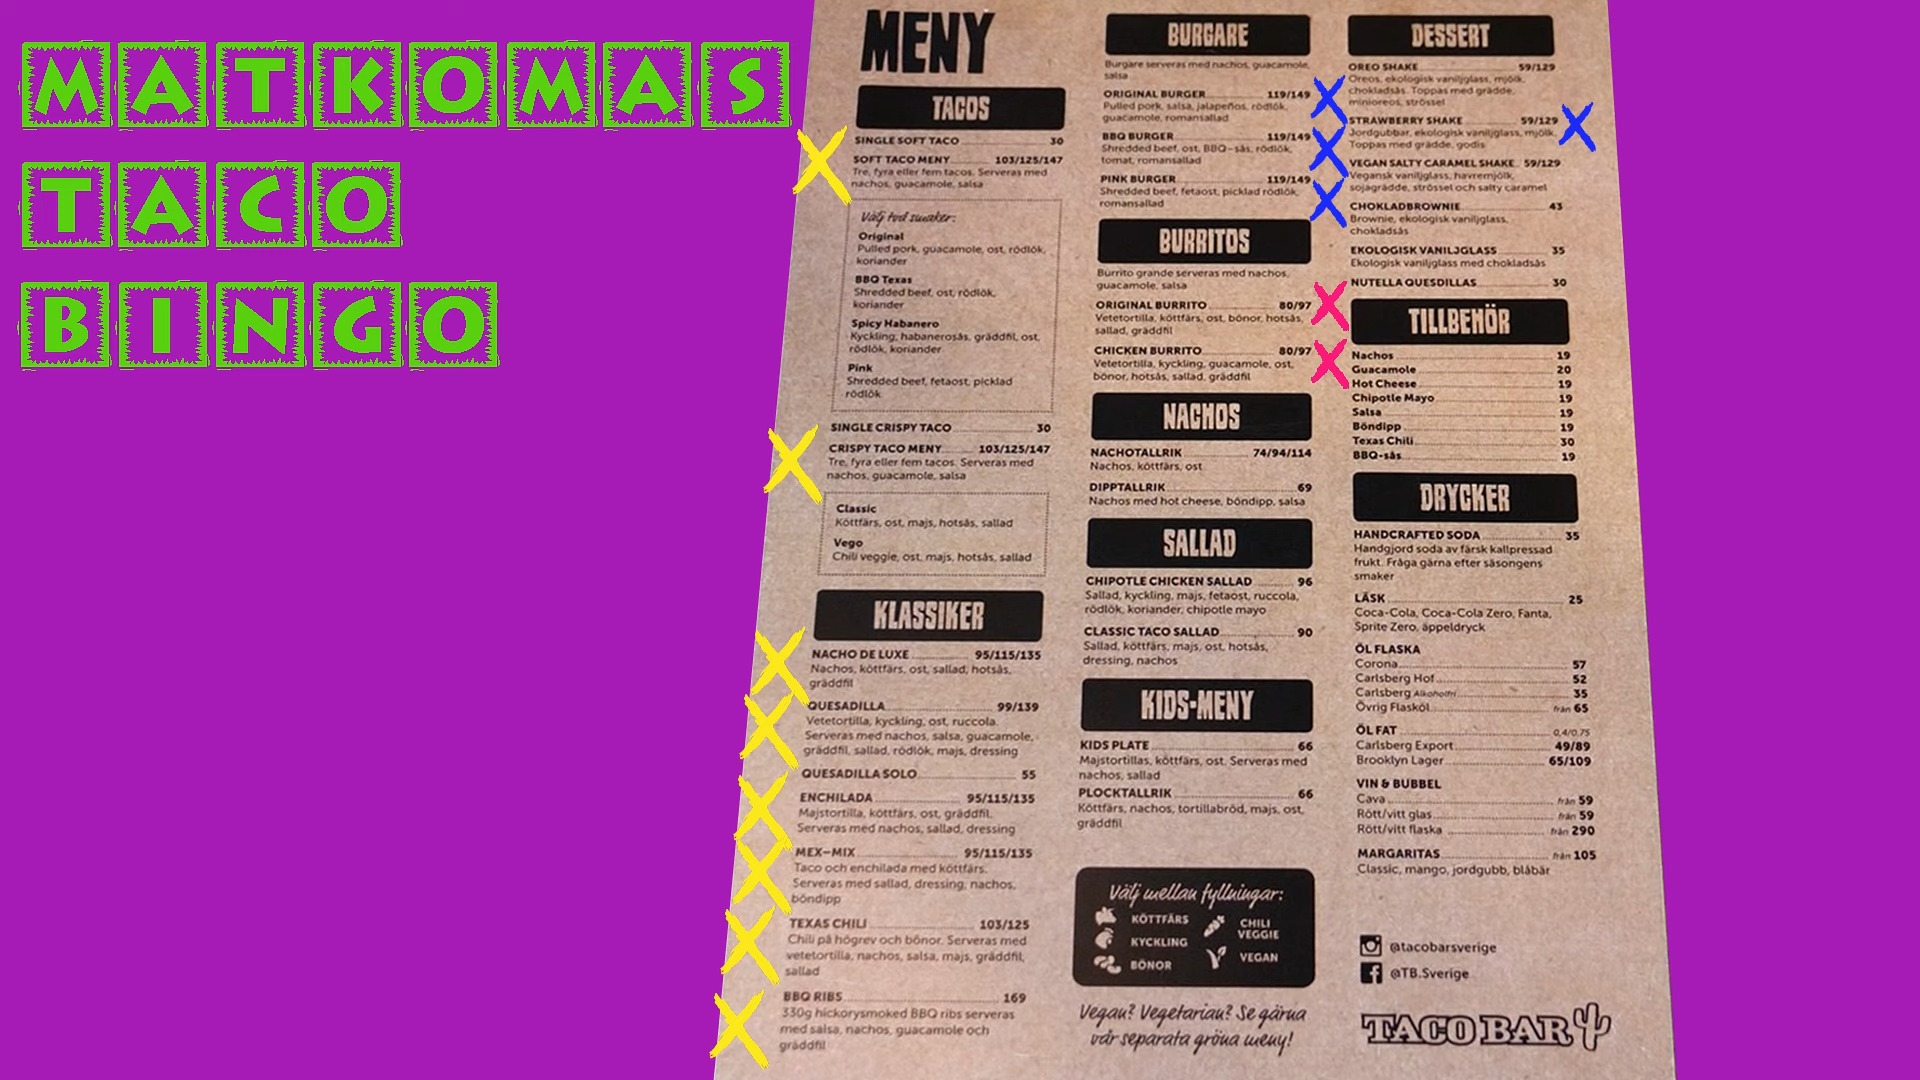 MATKOMAS
TACO
BINGO
MENY
TACOS
SINGLE SOFT TACO 30
SOFT TACO MENY 103/125/147
Tre, fyra eller fem tacos. Serveras med
nachos, guacamole, salsa
Välj två smaker:
Original
Pulled pork, guacamole, ost, rödlök,
koriander
BBQ Texas
Shredded beef, ost, rödlök,
koriander
Spicy Habanero
Kyckling, habanerosås, gräddfil, ost,
rödlök, koriander
Pink
Shredded beef, fetaost, picklad
rödlök
SINGLE CRISPY TACO 30
CRISPY TACO MENY 103/125/147
Tre, fyra eller fem tacos. Serveras med
nachos, guacamole, salsa
Classic
Köttfärs, ost, majs, hotsås, sallad
Vego
Chili veggie, ost, majs, hotsås, sallad
KLASSIKER
NACHO DE LUXE 95/115/135
Nachos, köttfärs, ost, sallad, hotsås,
gräddfil
QUESADILLA 99/139
Vetetortilla, kyckling, ost, ruccola.
Serveras med nachos, salsa, guacamole,
gräddfil, sallad, rödlök, majs, dressing
QUESADILLA SOLO 55
ENCHILADA 95/115/135
Majstortilla, köttfärs, ost, gräddfil.
Serveras med nachos, sallad, dressing
MEX-MIX 95/115/135
Taco och enchilada med köttfärs.
Serveras med sallad, dressing, nachos,
böndipp
TEXAS CHILI 103/125
Chili på högrev och bönor. Serveras med
vetetortilla, nachos, salsa, majs, gräddfil,
sallad
BBQ RIBS 169
330g hickorysmoked BBQ ribs serveras
med salsa, nachos, guacamole och
gräddfil
BURGARE
Burgare serveras med nachos, guacamole,
salsa
ORIGINAL BURGER 119/149
Pulled pork, salsa, jalapeños, rödlök,
guacamole, romansallad
BBQ BURGER 119/149
Shredded beef, ost, BBQ-sås, rödlök,
tomat, romansallad
PINK BURGER 119/149
Shredded beef, fetaost, picklad rödlök,
romansallad
BURRITOS
Burrito grande serveras med nachos,
guacamole, salsa
ORIGINAL BURRITO 80/97
Vetetortilla, köttfärs, ost, bönor, hotsås,
sallad, gräddfil
CHICKEN BURRITO 80/97
Vetetortilla, kyckling, guacamole, ost,
bönor, hotsås, sallad, gräddfil
NACHOS
NACHOTALLRIK 74/94/114
Nachos, köttfärs, ost
DIPPTALLRIK 69
Nachos med hot cheese, böndipp, salsa
SALLAD
CHIPOTLE CHICKEN SALLAD 96
Sallad, kyckling, majs, fetaost, ruccola,
rödlök, koriander, chipotle mayo
CLASSIC TACO SALLAD 90
Sallad, köttfärs, majs, ost, hotsås,
dressing, nachos
KIDS-MENY
KIDS PLATE 66
Majstortillas, köttfärs, ost. Serveras med
nachos, sallad
PLOCKTALLRIK 66
Köttfärs, nachos, tortillabröd, majs, ost,
gräddfil
Välj mellan fyllningar:
KÖTTFÄRS
KYCKLING
BÖNOR
CHILI
VEGGIE
VEGAN
Vegan? Vegetarian? Se gärna
vår separata gröna meny!
DESSERT
OREO SHAKE 59/129
Oreos, ekologisk vaniljglass, mjölk,
chokladsås. Toppas med grädde,
minioreos, strössel
STRAWBERRY SHAKE 59/129
Jordgubbar, ekologisk vaniljglass, mjölk.
Toppas med grädde, godis
VEGAN SALTY CARAMEL SHAKE 59/129
Vegansk vaniljglass, havremjölk,
sojagrädde, strössel och salty caramel
CHOKLADBROWNIE 43
Brownie, ekologisk vaniljglass,
chokladsås
EKOLOGISK VANILJGLASS 35
Ekologisk vaniljglass med chokladsås
NUTELLA QUESDILLAS 30
TILLBEHÖR
Nachos 19
Guacamole 20
Hot Cheese 19
Chipotle Mayo 19
Salsa 19
Böndipp 19
Texas Chili 30
BBQ-sås 19
DRYCKER
HANDCRAFTED SODA 35
Handgjord soda av färsk kallpressad
frukt. Fråga gärna efter säsongens
smaker
LÄSK 25
Coca-Cola, Coca-Cola Zero, Fanta,
Sprite Zero, äppeldryck
ÖL FLASKA
Corona 57
Carlsberg Hof 52
Carlsberg Alkoholfri 35
Övrig Flasköl från 65
ÖL FAT 0,4/0,75
Carlsberg Export 49/89
Brooklyn Lager 65/109
VIN & BUBBEL
Cava från 59
Rött/vitt glas från 59
Rött/vitt flaska från 290
MARGARITAS från 105
Classic, mango, jordgubb, blåbär
@tacobarsverige
@TB.Sverige
TACO BAR